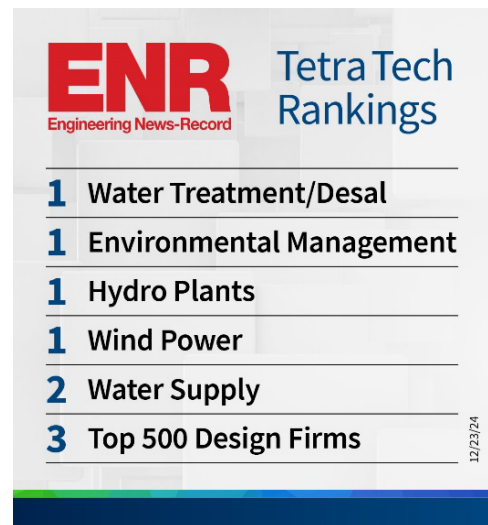 ENR
Engineering News-Record
Tetra Tech
Rankings
1 Water Treatment/Desal
1 Environmental Management
1 Hydro Plants
1 Wind Power
2 Water Supply
3 Top 500 Design Firms
12/23/24